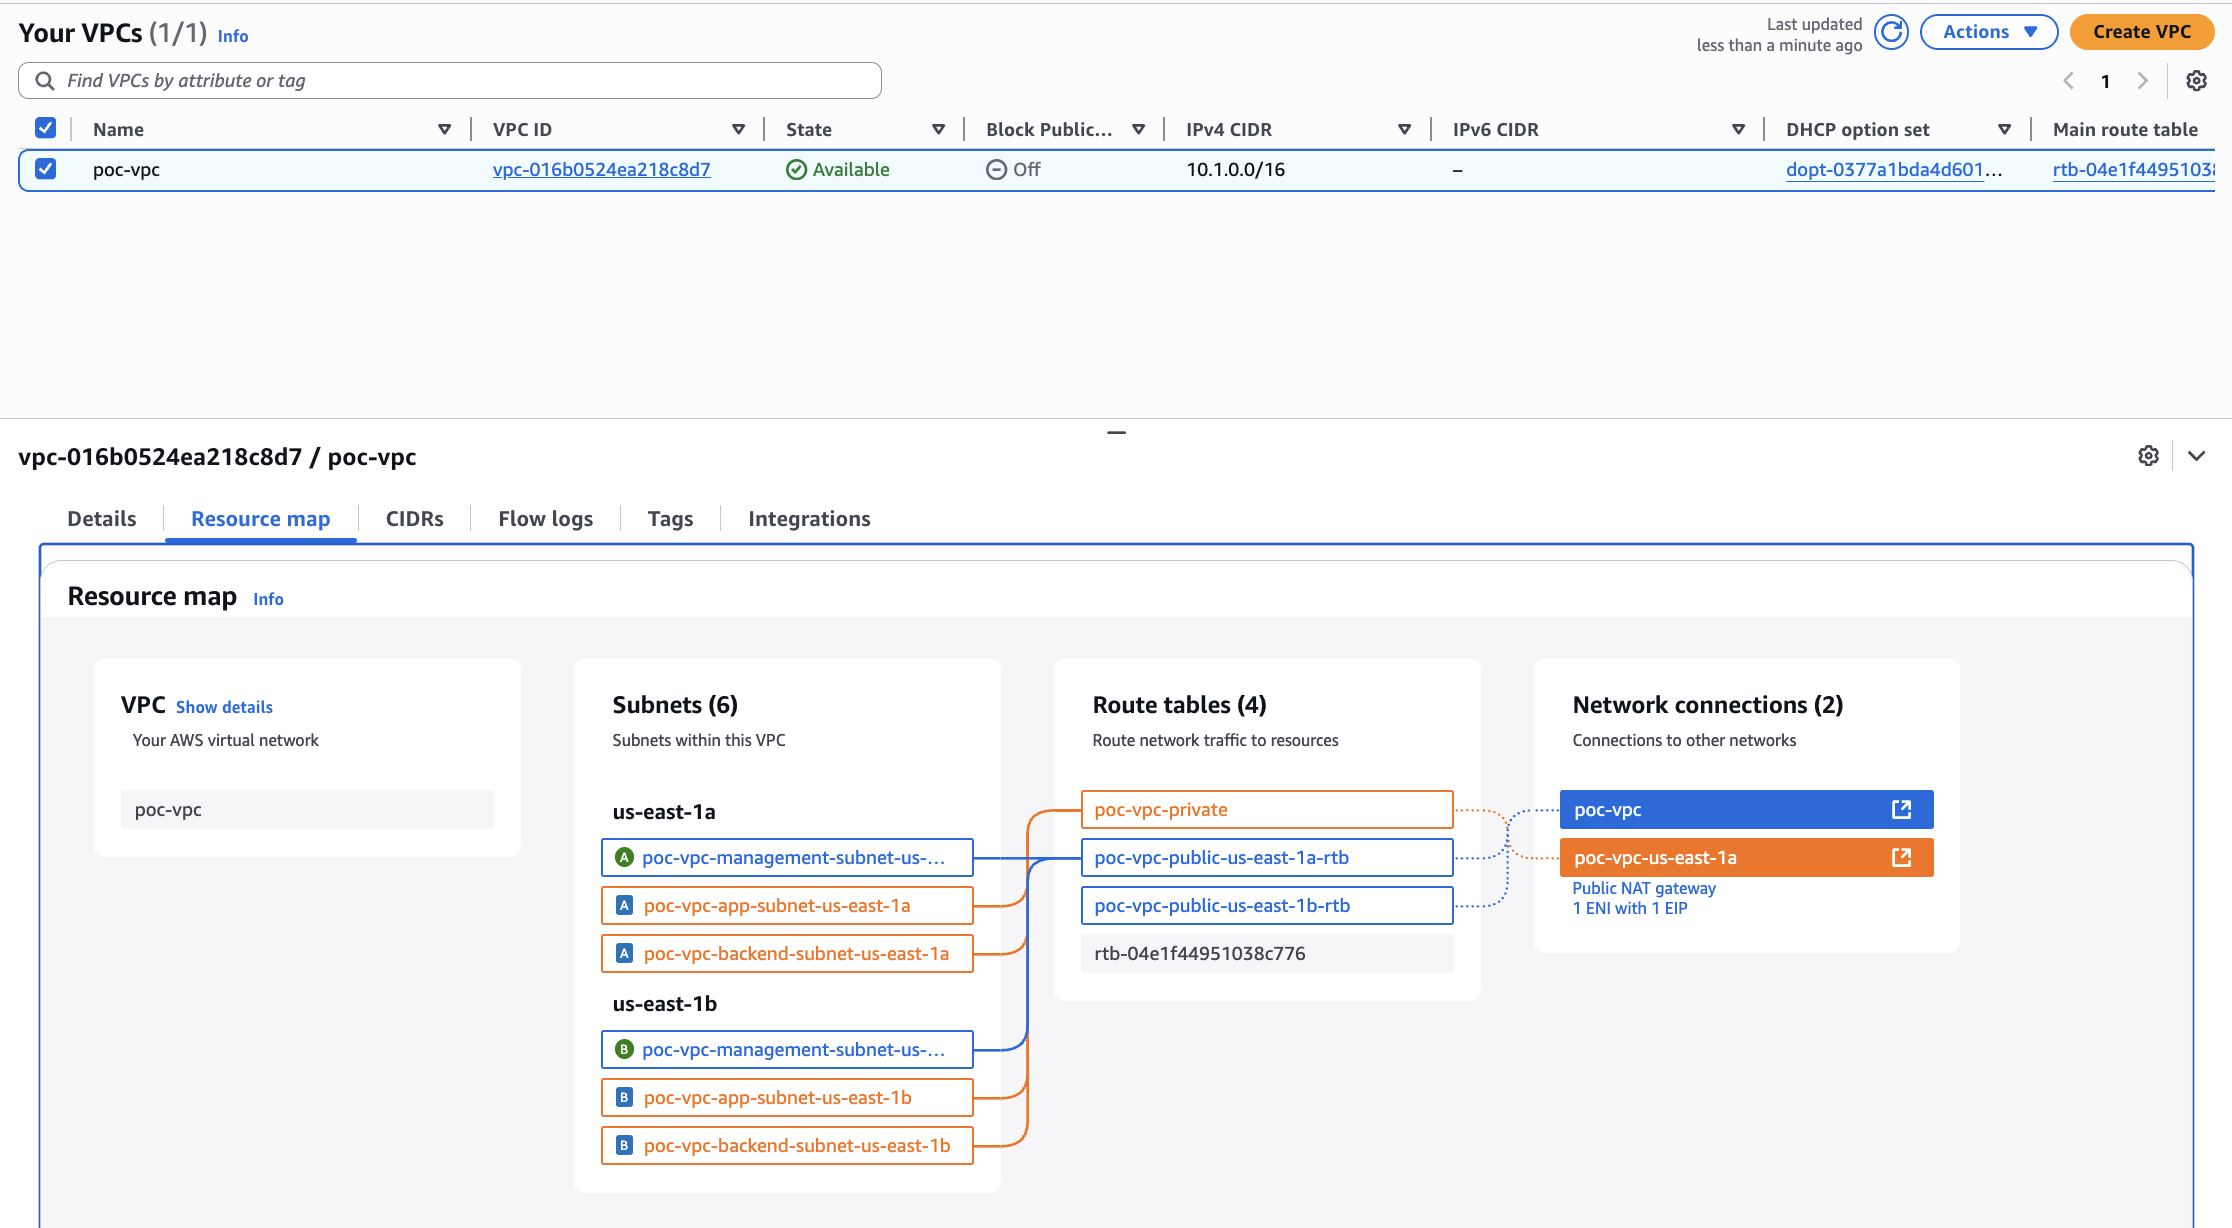 Your VPCs (1/1) Info
Last updated
less than a minute ago
Actions
Create VPC
Find VPCs by attribute or tag
1
Name VPC ID State Block Public... IPv4 CIDR IPv6 CIDR DHCP option set Main route table
poc-vpc vpc-016b0524ea218c8d7 Available Off 10.1.0.0/16 – dopt-0377a1bda4d601... rtb-04e1f4495103
vpc-016b0524ea218c8d7 / poc-vpc
Details Resource map CIDRs Flow logs Tags Integrations
Resource map Info
VPC Show details
Your AWS virtual network
poc-vpc
Subnets (6)
Subnets within this VPC
us-east-1a
A poc-vpc-management-subnet-us-...
A poc-vpc-app-subnet-us-east-1a
A poc-vpc-backend-subnet-us-east-1a
us-east-1b
B poc-vpc-management-subnet-us-...
B poc-vpc-app-subnet-us-east-1b
B poc-vpc-backend-subnet-us-east-1b
Route tables (4)
Route network traffic to resources
poc-vpc-private
poc-vpc-public-us-east-1a-rtb
poc-vpc-public-us-east-1b-rtb
rtb-04e1f44951038c776
Network connections (2)
Connections to other networks
poc-vpc
poc-vpc-us-east-1a
Public NAT gateway
1 ENI with 1 EIP